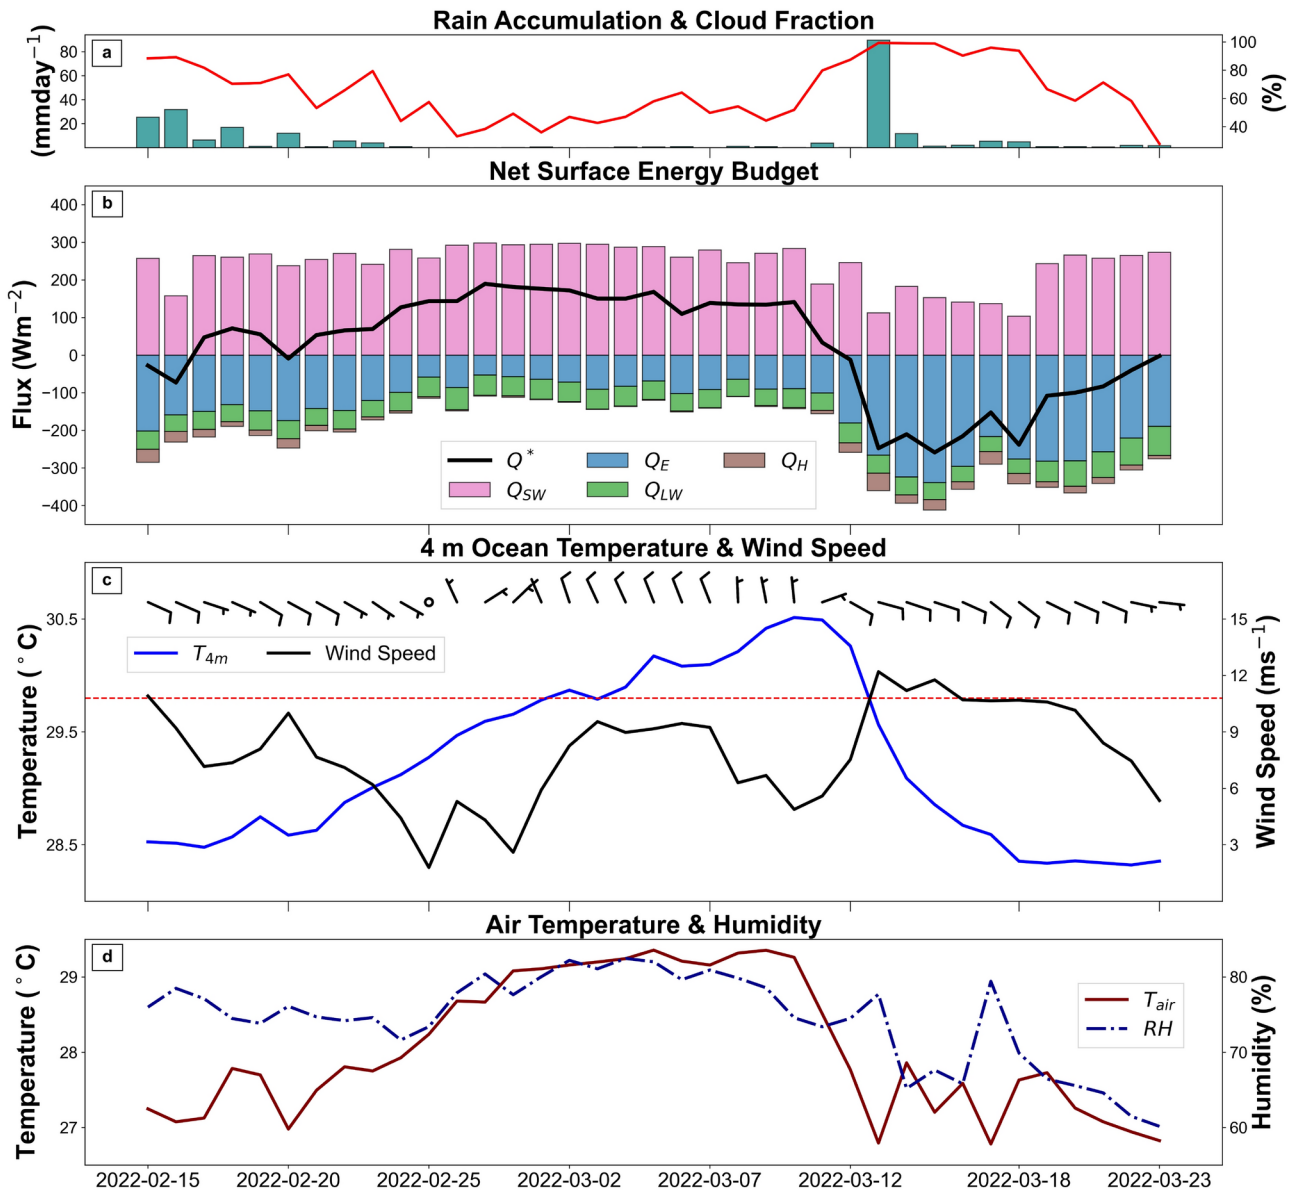 Rain Accumulation & Cloud Fraction
a
(mmday⁻¹)
80
60
40
20
100
80
60
40
(%)
Net Surface Energy Budget
b
Flux (Wm⁻²)
400
300
200
100
0
−100
−200
−300
−400
Q* Q_E Q_H
Q_SW Q_LW
4 m Ocean Temperature & Wind Speed
c
Temperature (°C)
30.5
29.5
28.5
T_4m Wind Speed
15
12
9
6
3
Wind Speed (ms⁻¹)
Air Temperature & Humidity
d
Temperature (°C)
29
28
27
T_air
RH
80
70
60
Humidity (%)
2022-02-15 2022-02-20 2022-02-25 2022-03-02 2022-03-07 2022-03-12 2022-03-18 2022-03-23